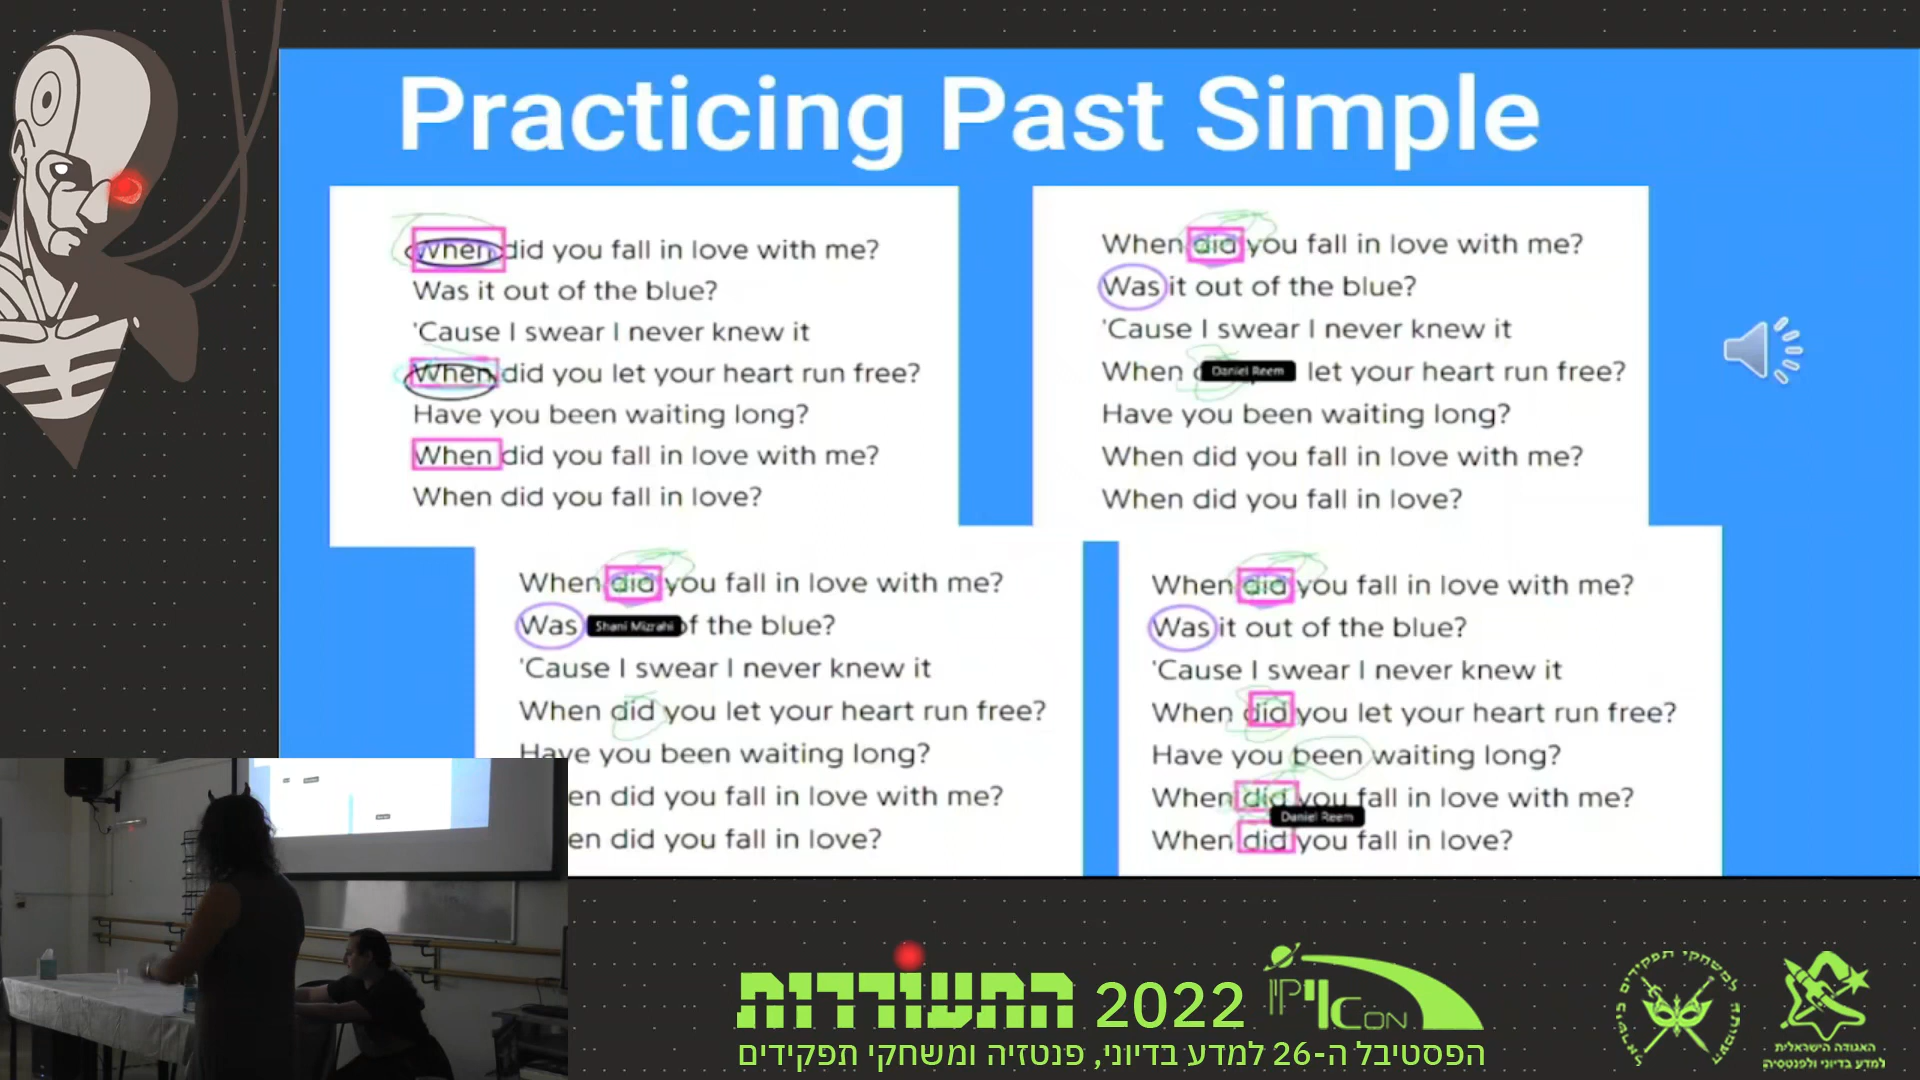 Practicing Past Simple
When did you fall in love with me?
Was it out of the blue?
'Cause I swear I never knew it
When did you let your heart run free?
Have you been waiting long?
When did you fall in love with me?
When did you fall in love?
When did you fall in love with me?
Was it out of the blue?
'Cause I swear I never knew it
When d Daniel Reem let your heart run free?
Have you been waiting long?
When did you fall in love with me?
When did you fall in love?
When did you fall in love with me?
Was Shani Mizrahi of the blue?
'Cause I swear I never knew it
When did you let your heart run free?
Have you been waiting long?
en did you fall in love with me?
en did you fall in love?
When did you fall in love with me?
Was it out of the blue?
'Cause I swear I never knew it
When did you let your heart run free?
Have you been waiting long?
When did you fall in love with me?
Daniel Reem
When did you fall in love?
התעוררות 2022 אייקון ICON
הפסטיבל ה-26 למדע בדיוני, פנטזיה ומשחקי תפקידים
העמותה למשחקי תפקידים בישראל
האגודה הישראלית
למדע בדיוני ולפנטסיה